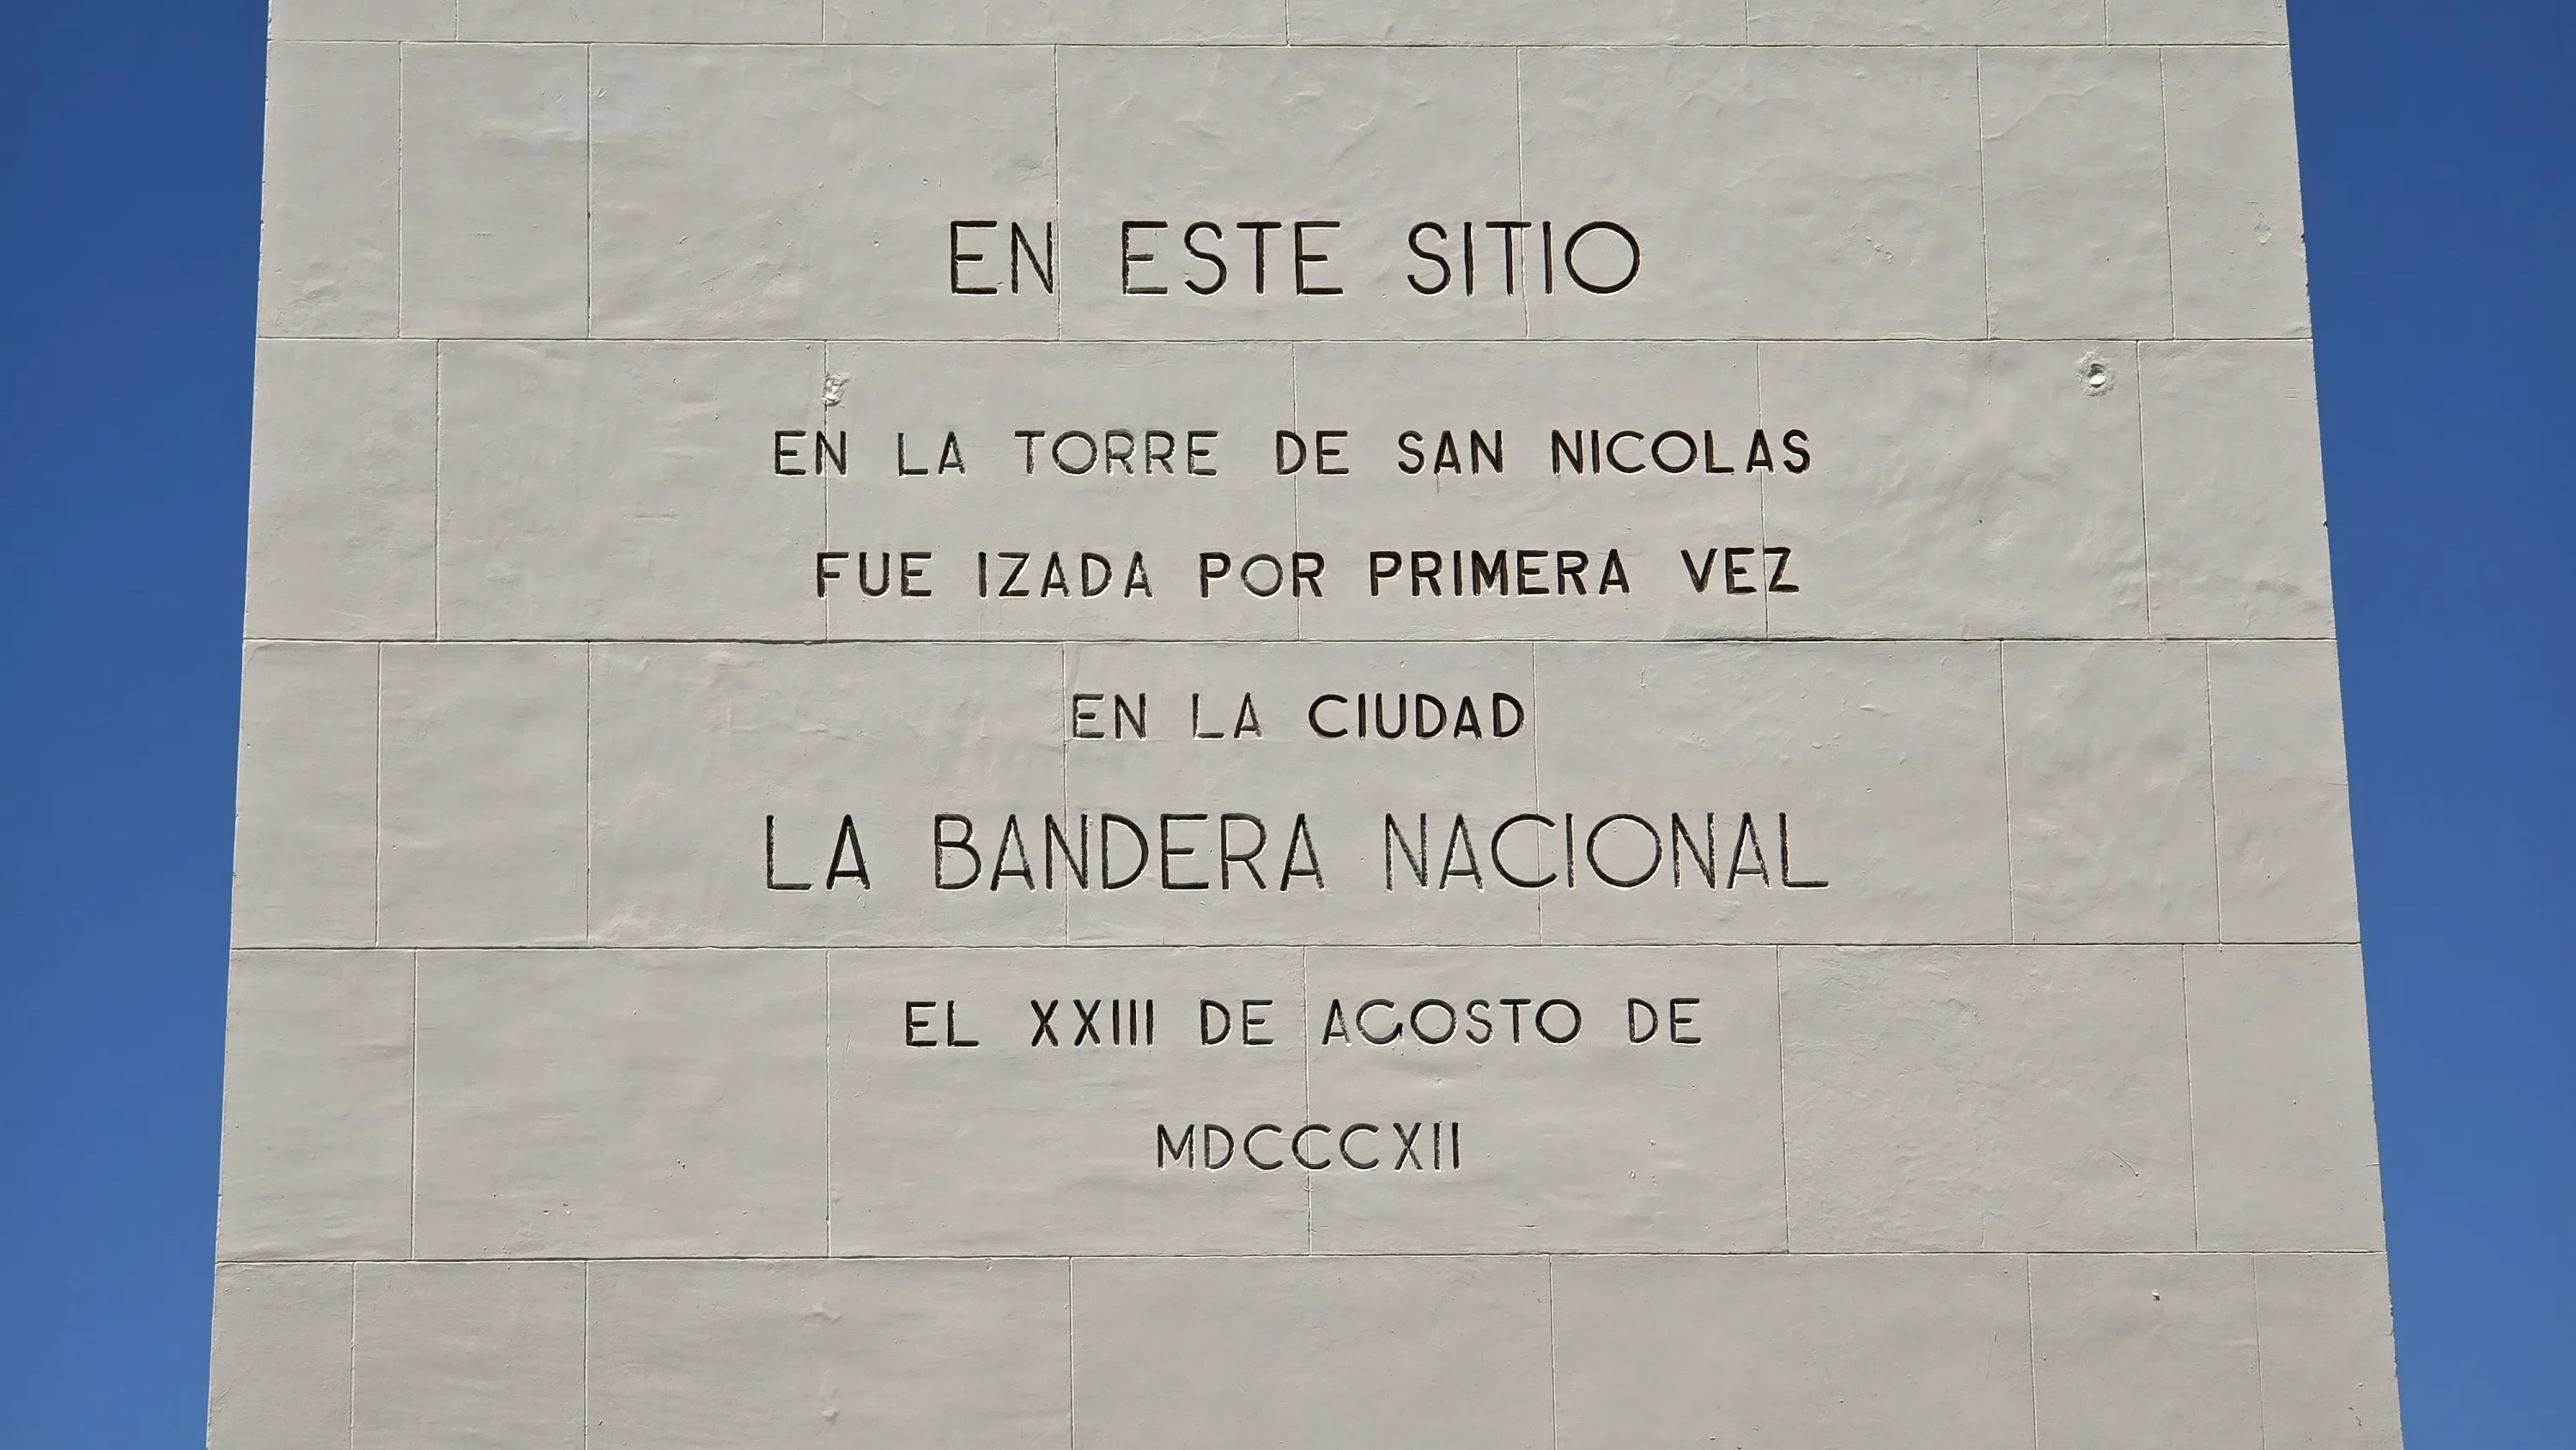 EN ESTE SITIO
EN LA TORRE DE SAN NICOLAS
FUE IZADA POR PRIMERA VEZ
EN LA CIUDAD
LA BANDERA NACIONAL
EL XXIII DE AGOSTO DE
MDCCCXII